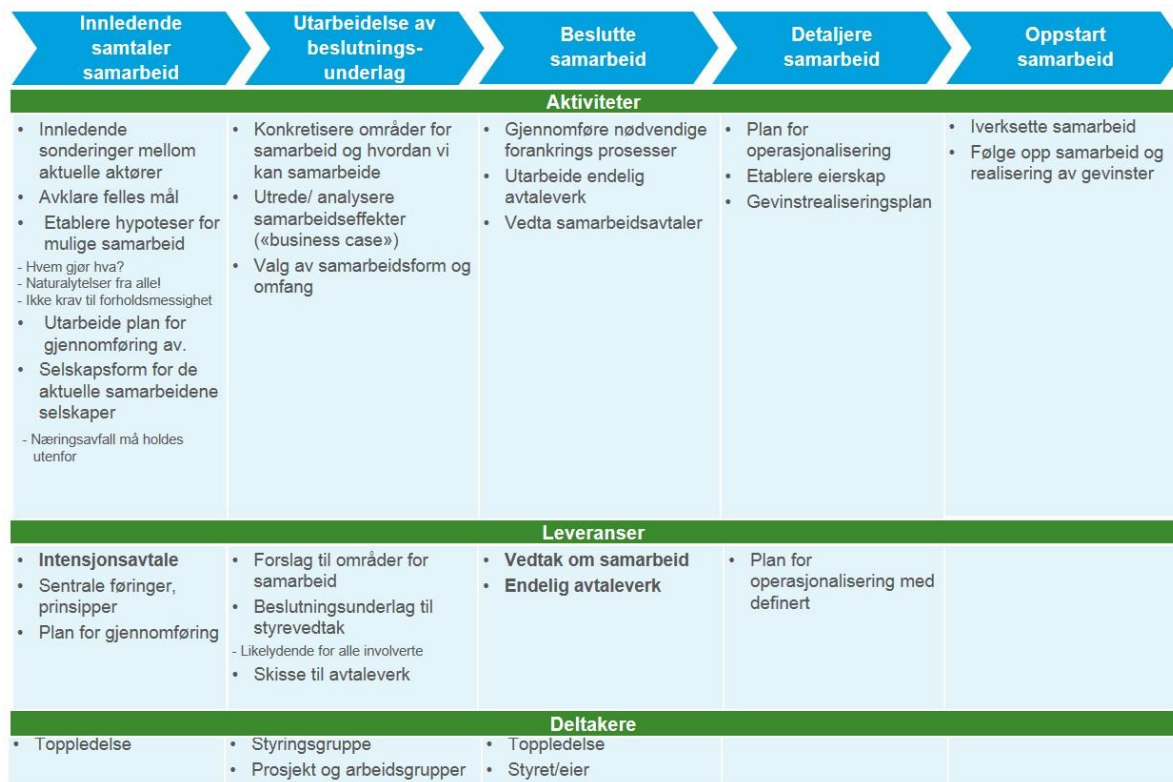 Innledende
samtaler
samarbeid
Utarbeidelse av
beslutnings-
underlag
Beslutte
samarbeid
Detaljere
samarbeid
Oppstart
samarbeid
Aktiviteter
• Innledende
sonderinger mellom
aktuelle aktører
• Avklare felles mål
• Etablere hypoteser for
mulige samarbeid
- Hvem gjør hva?
- Naturalytelser fra alle!
- Ikke krav til forholdsmessighet
• Utarbeide plan for
gjennomføring av.
• Selskapsform for de
aktuelle samarbeidene
selskaper
- Næringsavfall må holdes
utenfor
• Konkretisere områder for
samarbeid og hvordan vi
kan samarbeide
• Utrede/ analysere
samarbeidseffekter
(«business case»)
• Valg av samarbeidsform og
omfang
• Gjennomføre nødvendige
forankrings prosesser
• Utarbeide endelig
avtaleverk
• Vedta samarbeidsavtaler
• Plan for
operasjonalisering
• Etablere eierskap
• Gevinstrealiseringsplan
• Iverksette samarbeid
• Følge opp samarbeid og
realisering av gevinster
Leveranser
• Intensjonsavtale
• Sentrale føringer,
prinsipper
• Plan for gjennomføring
• Forslag til områder for
samarbeid
• Beslutningsunderlag til
styrevedtak
- Likelydende for alle involverte
• Skisse til avtaleverk
• Vedtak om samarbeid
• Endelig avtaleverk
• Plan for
operasjonalisering med
definert
Deltakere
• Toppledelse
• Styringsgruppe
• Prosjekt og arbeidsgrupper
• Toppledelse
• Styret/eier